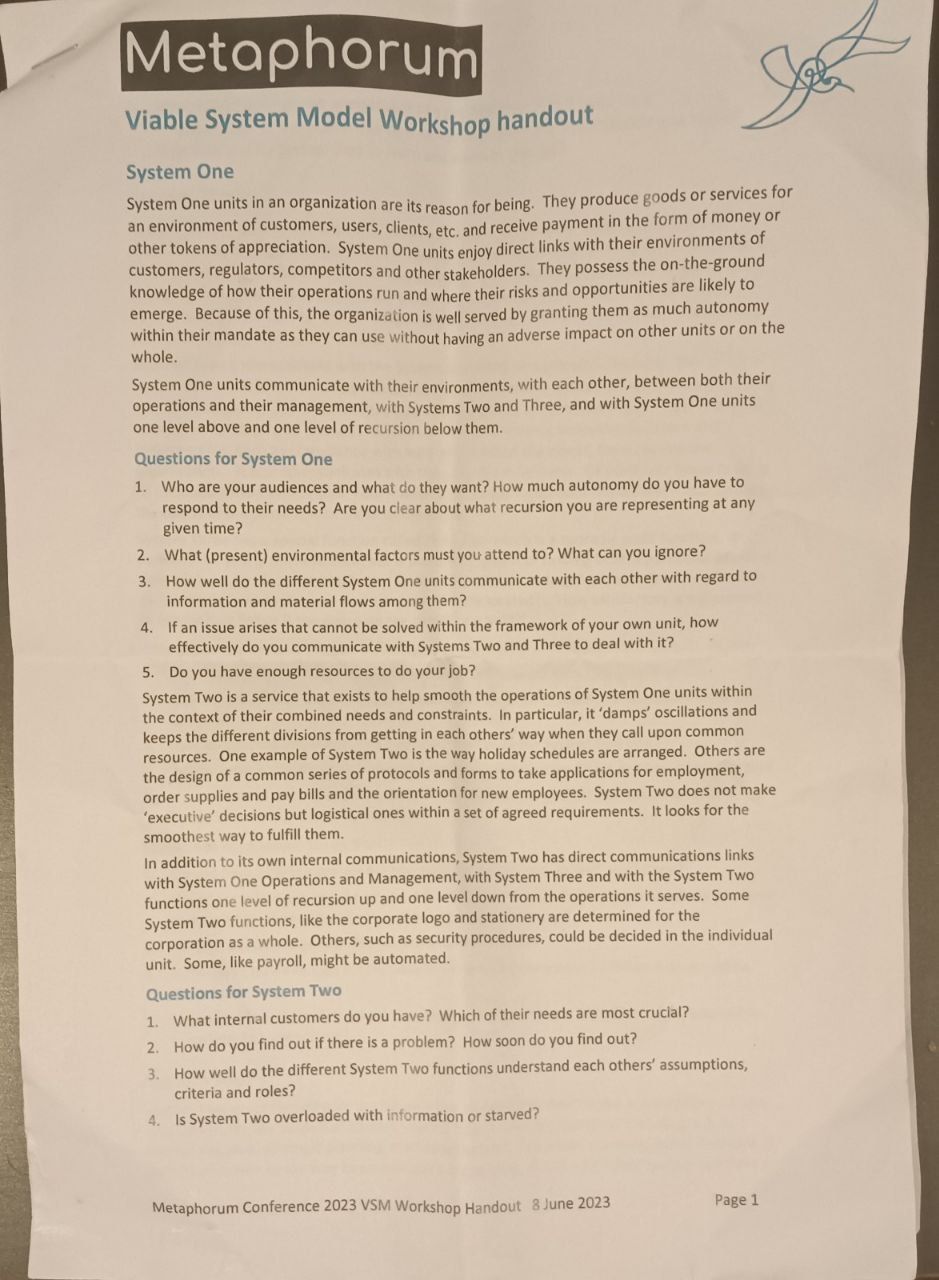 Metaphorum
Viable System Model Workshop handout
System One
System One units in an organization are its reason for being. They produce goods or services for
an environment of customers, users, clients, etc. and receive payment in the form of money or
other tokens of appreciation. System One units enjoy direct links with their environments of
customers, regulators, competitors and other stakeholders. They possess the on-the-ground
knowledge of how their operations run and where their risks and opportunities are likely to
emerge. Because of this, the organization is well served by granting them as much autonomy
within their mandate as they can use without having an adverse impact on other units or on the
whole.
System One units communicate with their environments, with each other, between both their
operations and their management, with Systems Two and Three, and with System One units
one level above and one level of recursion below them.
Questions for System One
1. Who are your audiences and what do they want? How much autonomy do you have to
respond to their needs? Are you clear about what recursion you are representing at any
given time?
2. What (present) environmental factors must you attend to? What can you ignore?
3. How well do the different System One units communicate with each other with regard to
information and material flows among them?
4. If an issue arises that cannot be solved within the framework of your own unit, how
effectively do you communicate with Systems Two and Three to deal with it?
5. Do you have enough resources to do your job?
System Two is a service that exists to help smooth the operations of System One units within
the context of their combined needs and constraints. In particular, it ‘damps’ oscillations and
keeps the different divisions from getting in each others’ way when they call upon common
resources. One example of System Two is the way holiday schedules are arranged. Others are
the design of a common series of protocols and forms to take applications for employment,
order supplies and pay bills and the orientation for new employees. System Two does not make
‘executive’ decisions but logistical ones within a set of agreed requirements. It looks for the
smoothest way to fulfill them.
In addition to its own internal communications, System Two has direct communications links
with System One Operations and Management, with System Three and with the System Two
functions one level of recursion up and one level down from the operations it serves. Some
System Two functions, like the corporate logo and stationery are determined for the
corporation as a whole. Others, such as security procedures, could be decided in the individual
unit. Some, like payroll, might be automated.
Questions for System Two
1. What internal customers do you have? Which of their needs are most crucial?
2. How do you find out if there is a problem? How soon do you find out?
3. How well do the different System Two functions understand each others’ assumptions,
criteria and roles?
4. Is System Two overloaded with information or starved?
Metaphorum Conference 2023 VSM Workshop Handout 8 June 2023 Page 1